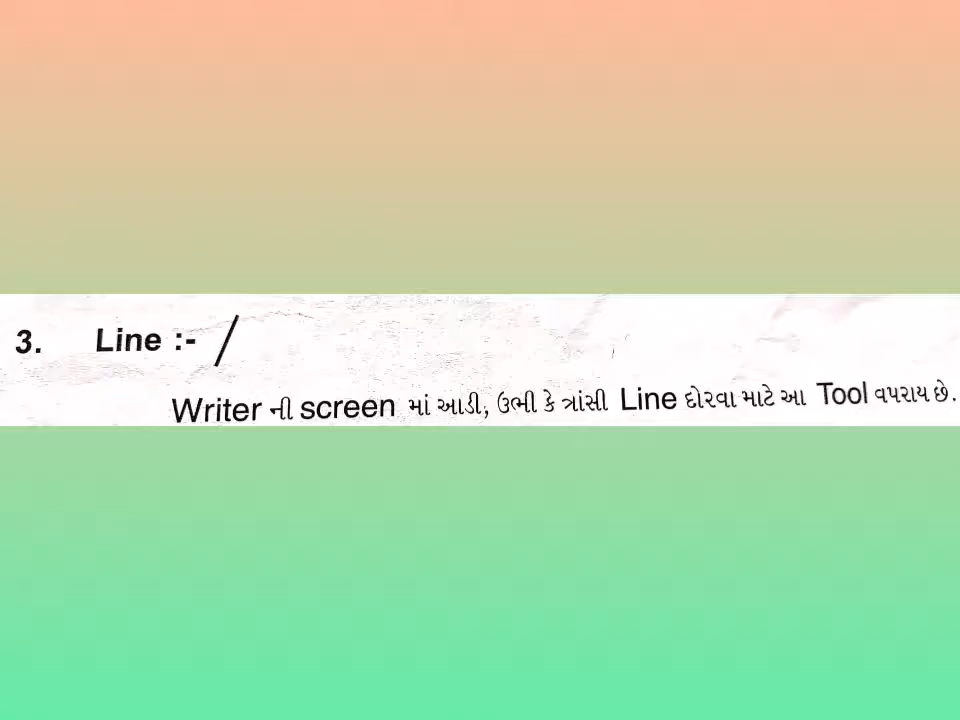 3. Line :- /
Writer ની screen માં આડી, ઉભી કે ત્રાંસી Line દોરવા માટે આ Tool વપરાય છે.